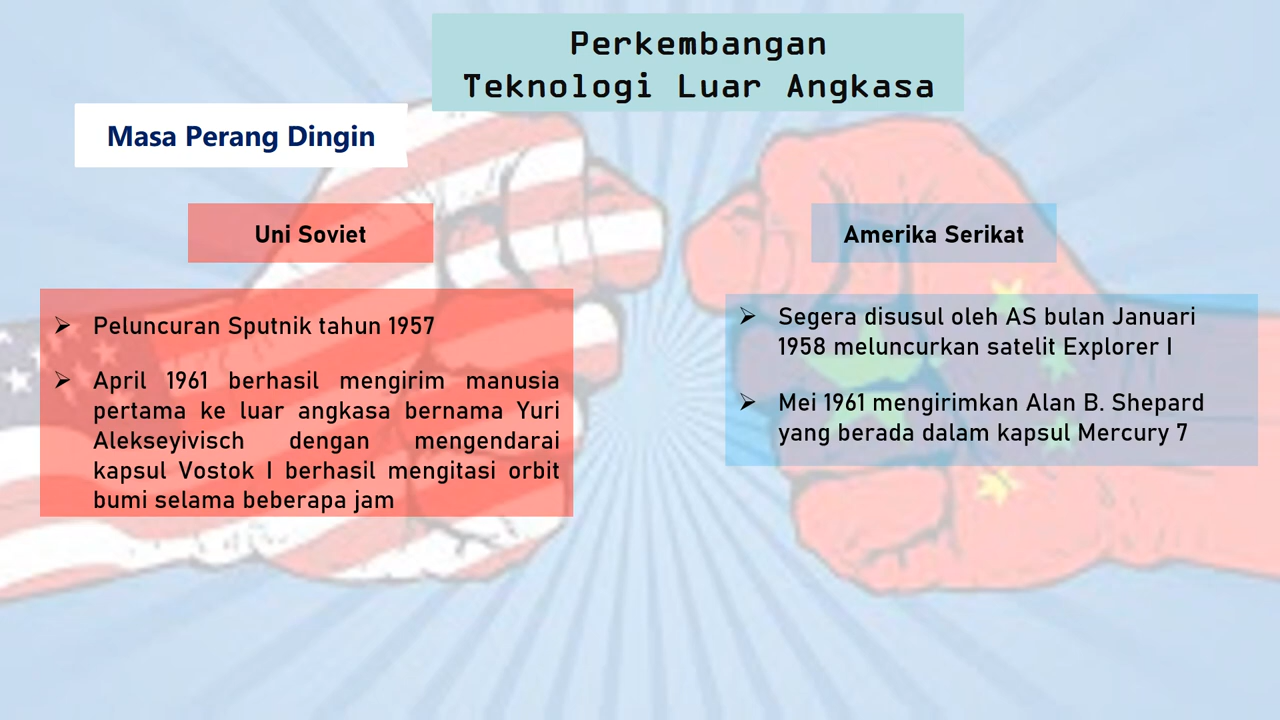 Perkembangan
Teknologi Luar Angkasa
Masa Perang Dingin
Uni Soviet
➢ Peluncuran Sputnik tahun 1957
➢ April 1961 berhasil mengirim manusia
pertama ke luar angkasa bernama Yuri
Alekseyivisch dengan mengendarai
kapsul Vostok I berhasil mengitasi orbit
bumi selama beberapa jam
Amerika Serikat
➢ Segera disusul oleh AS bulan Januari
1958 meluncurkan satelit Explorer I
➢ Mei 1961 mengirimkan Alan B. Shepard
yang berada dalam kapsul Mercury 7